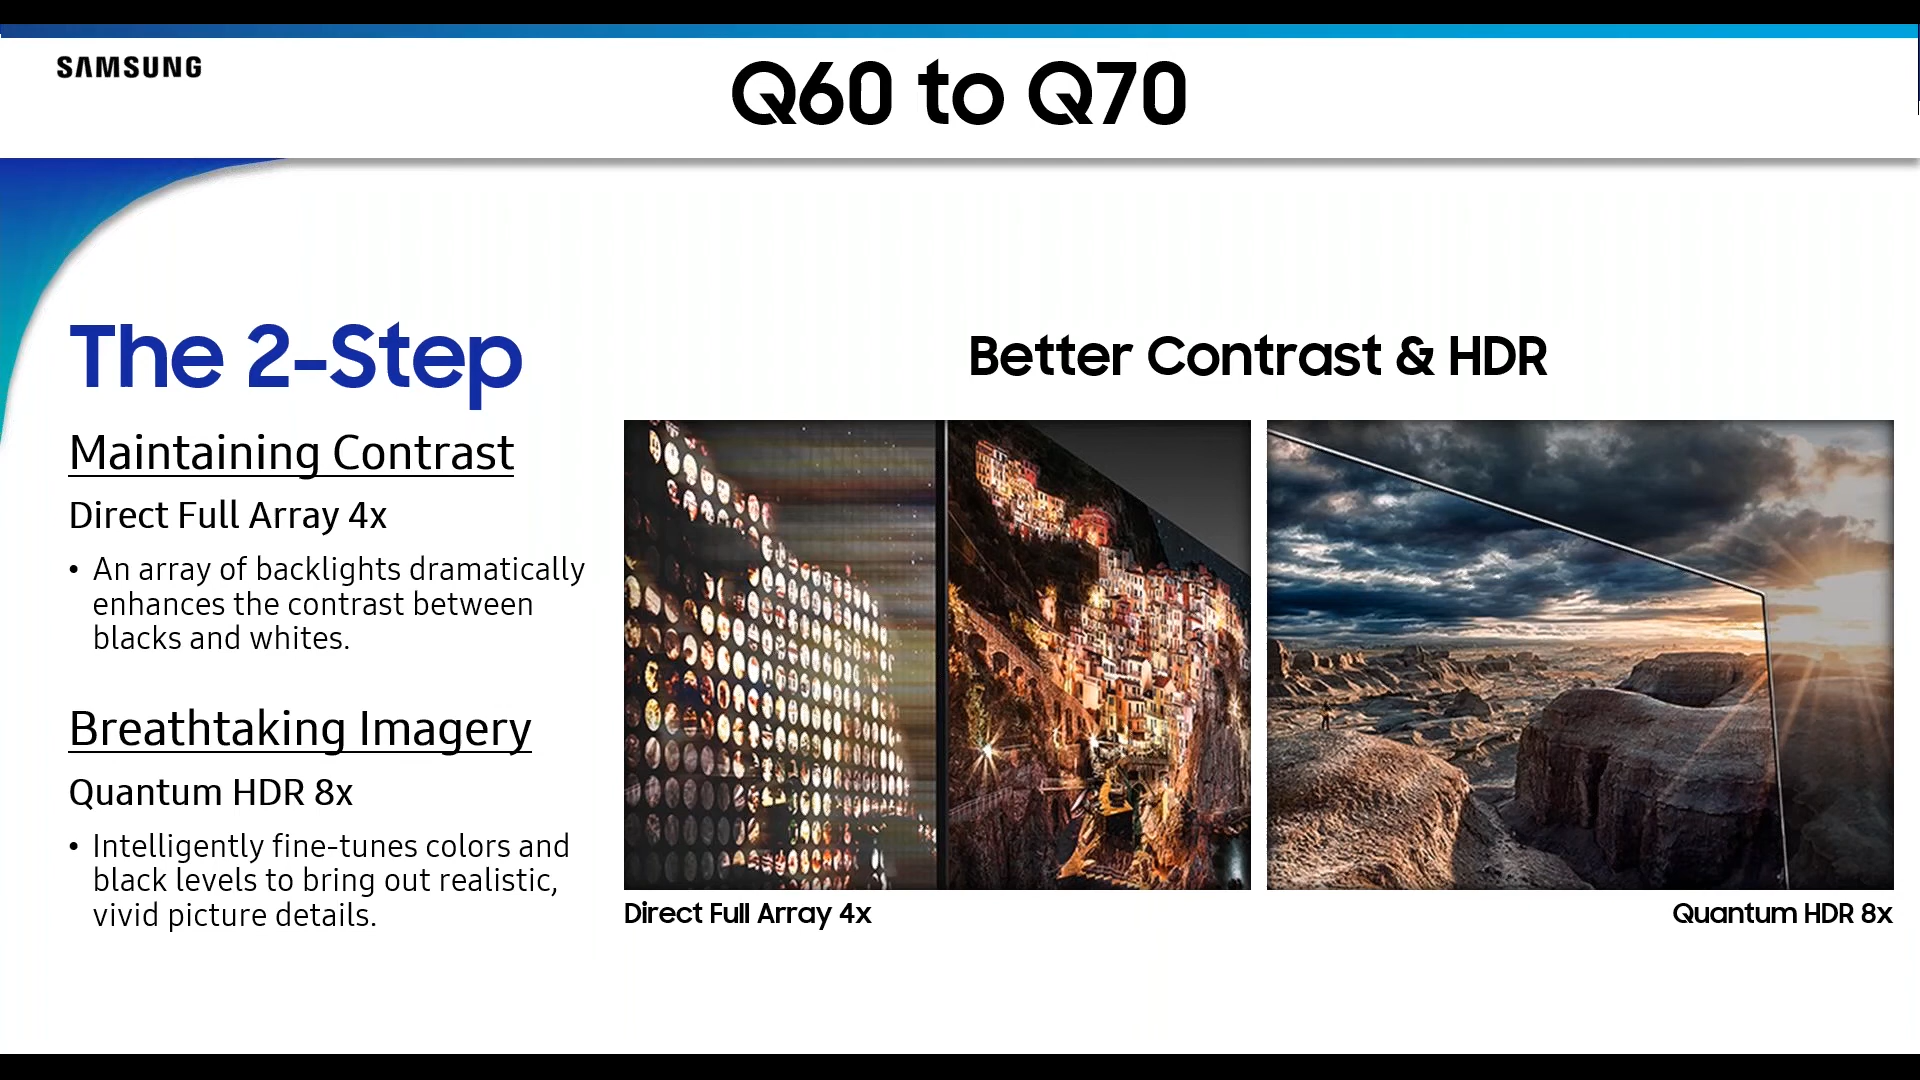 SAMSUNG
Q60 to Q70
The 2-Step
Maintaining Contrast
Direct Full Array 4x
• An array of backlights dramatically
enhances the contrast between
blacks and whites.
Breathtaking Imagery
Quantum HDR 8x
• Intelligently fine-tunes colors and
black levels to bring out realistic,
vivid picture details.
Better Contrast & HDR
Direct Full Array 4x
Quantum HDR 8x